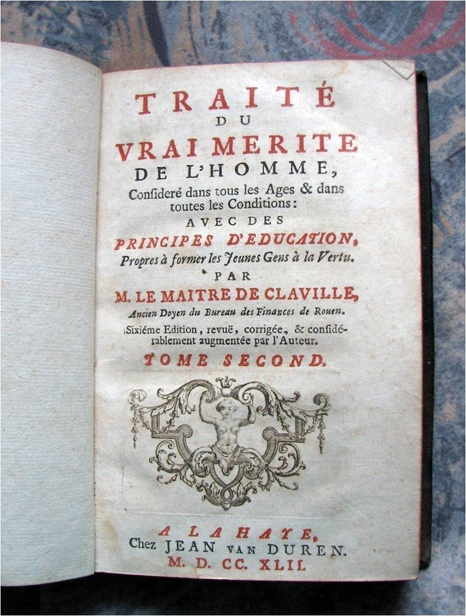 TRAITÉ
DU
VRAI MERITE
DE L'HOMME,
Consideré dans tous les Ages & dans
toutes les Conditions:
AVEC DES
PRINCIPES D'EDUCATION,
Propres à former les Jeunes Gens à la Vertu.
PAR
M. LE MAITRE DE CLAVILLE,
Ancien Doyen du Bureau des Finances de Rouen.
Sixiéme Edition, revuë, corrigée, & considé-
rablement augmentée par l'Auteur.
TOME SECOND.
A LA HAYE,
Chez JEAN VAN DUREN.
M. D. CC. XLII.